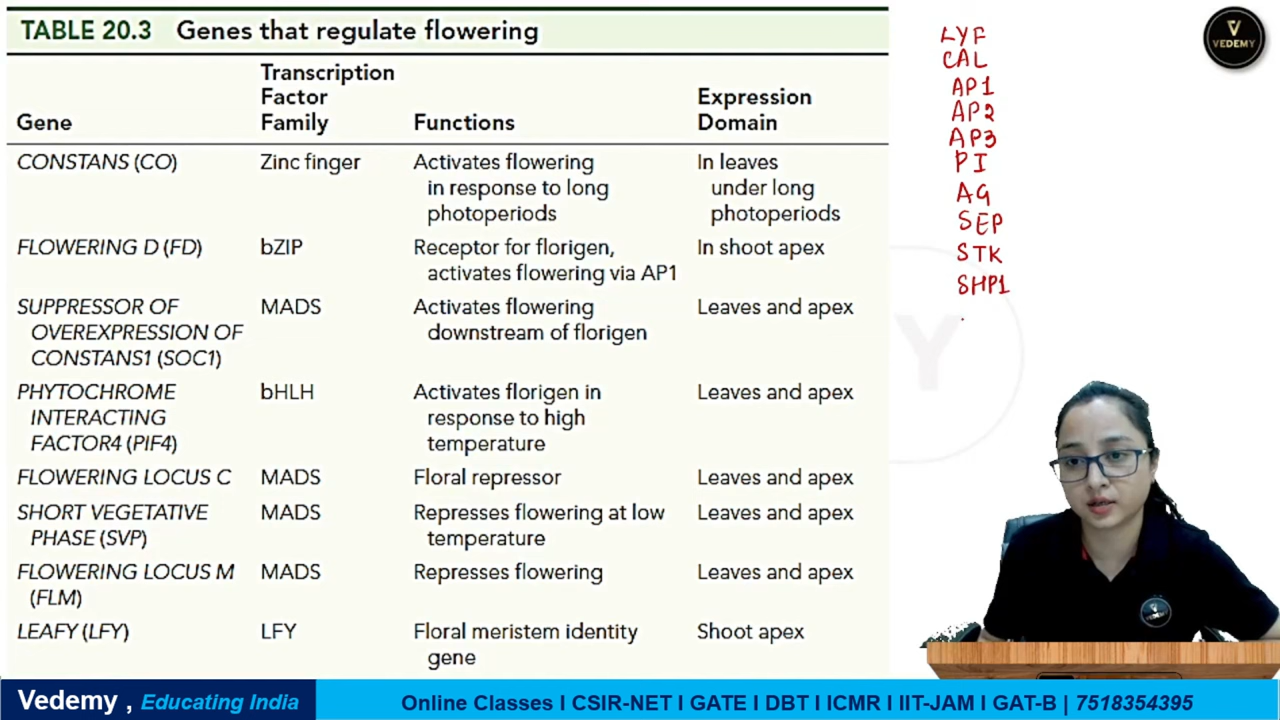 TABLE 20.3 Genes that regulate flowering
Gene
Transcription
Factor
Family
Functions
Expression
Domain
CONSTANS (CO)
Zinc finger
Activates flowering
in response to long
photoperiods
In leaves
under long
photoperiods
FLOWERING D (FD)
bZIP
Receptor for florigen,
activates flowering via AP1
In shoot apex
SUPPRESSOR OF
OVEREXPRESSION OF
CONSTANS1 (SOC1)
MADS
Activates flowering
downstream of florigen
Leaves and apex
PHYTOCHROME
INTERACTING
FACTOR4 (PIF4)
bHLH
Activates florigen in
response to high
temperature
Leaves and apex
FLOWERING LOCUS C
MADS
Floral repressor
Leaves and apex
SHORT VEGETATIVE
PHASE (SVP)
MADS
Represses flowering at low
temperature
Leaves and apex
FLOWERING LOCUS M
(FLM)
MADS
Represses flowering
Leaves and apex
LEAFY (LFY)
LFY
Floral meristem identity
gene
Shoot apex
LYF
CAL
AP1
AP2
AP3
PI
AG
SEP
STK
SHP1
V
VEDEMY
Y
Vedemy , Educating India
Online Classes I CSIR-NET I GATE I DBT I ICMR I IIT-JAM I GAT-B | 7518354395